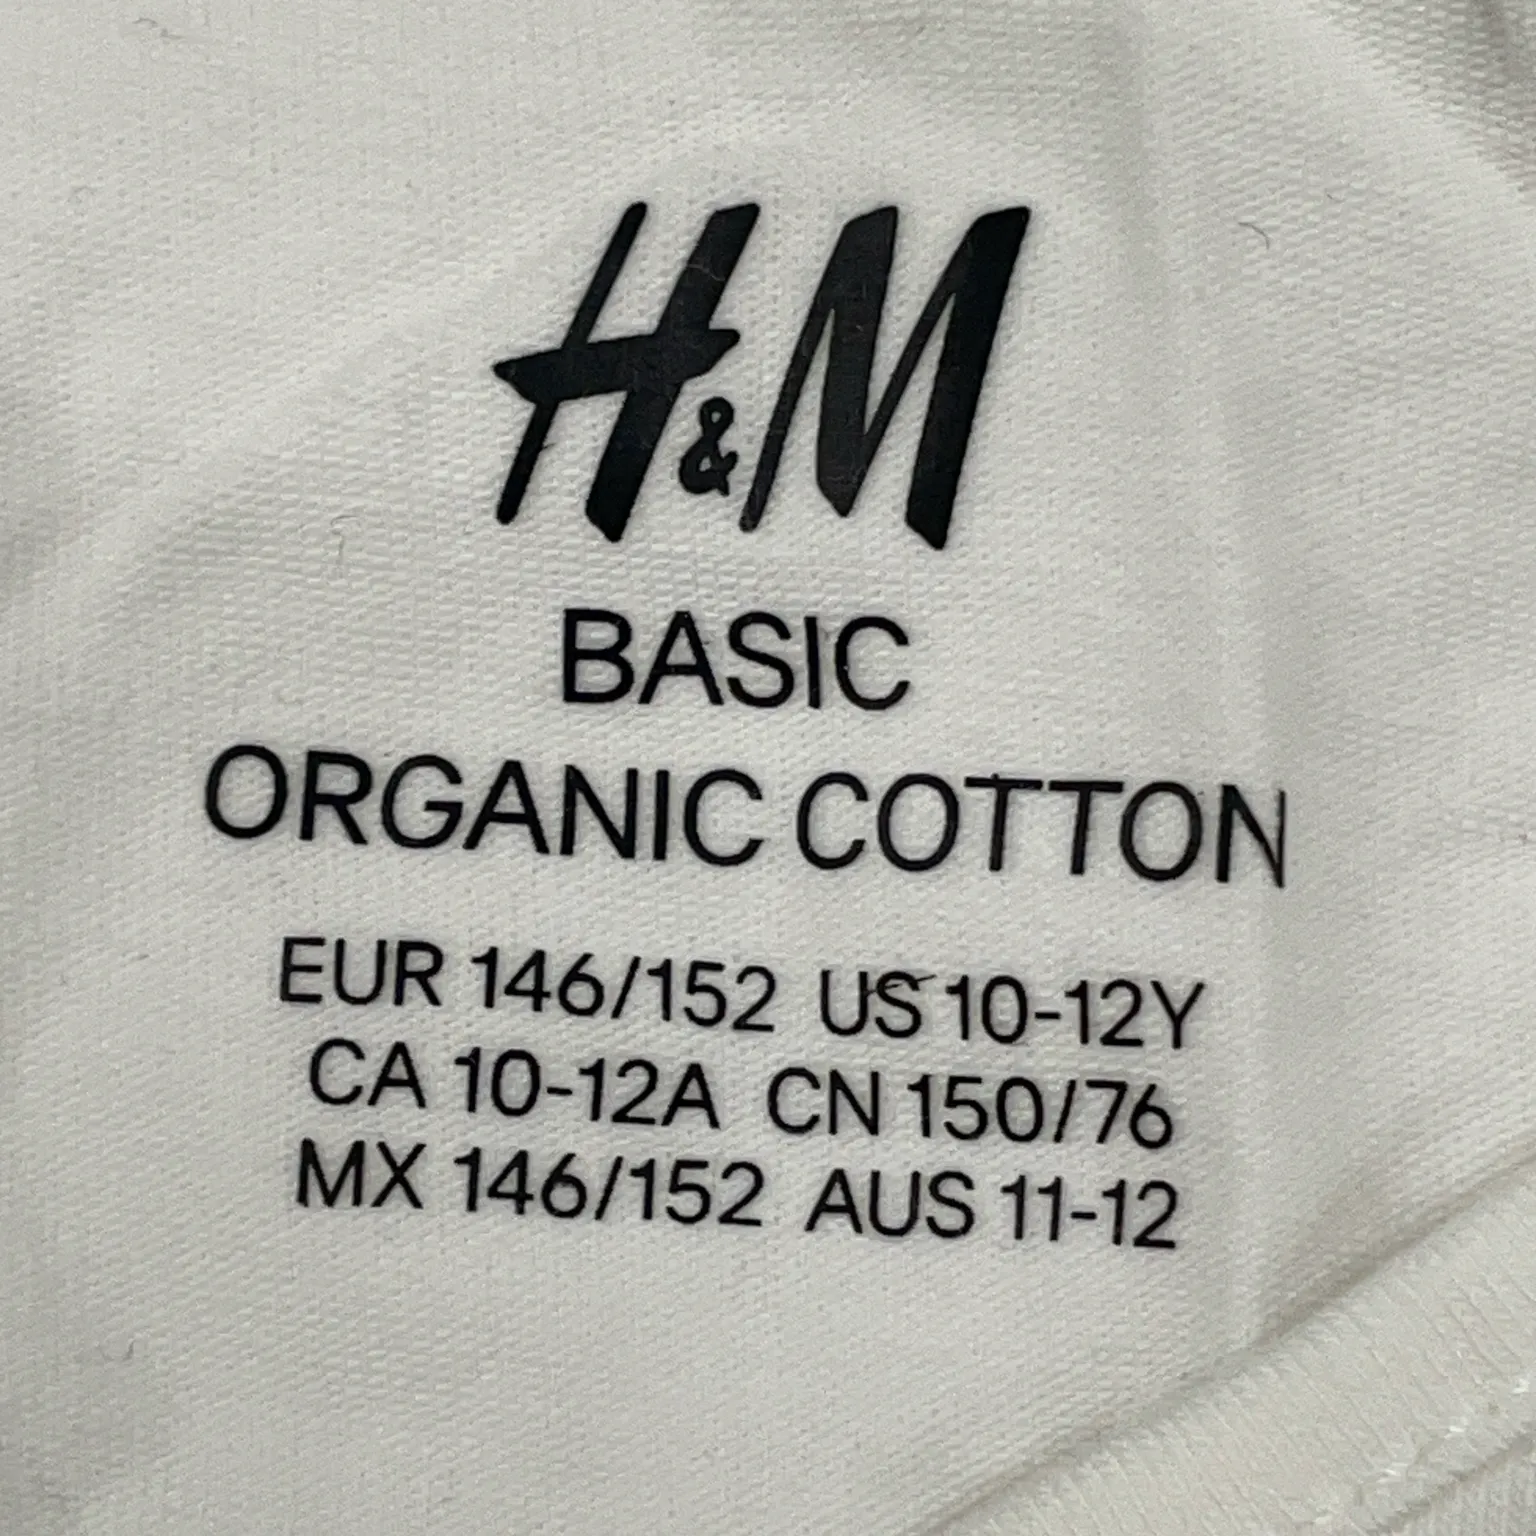 H&M
BASIC
ORGANIC COTTON
EUR 146/152 US 10-12Y
CA 10-12A CN 150/76
MX 146/152 AUS 11-12